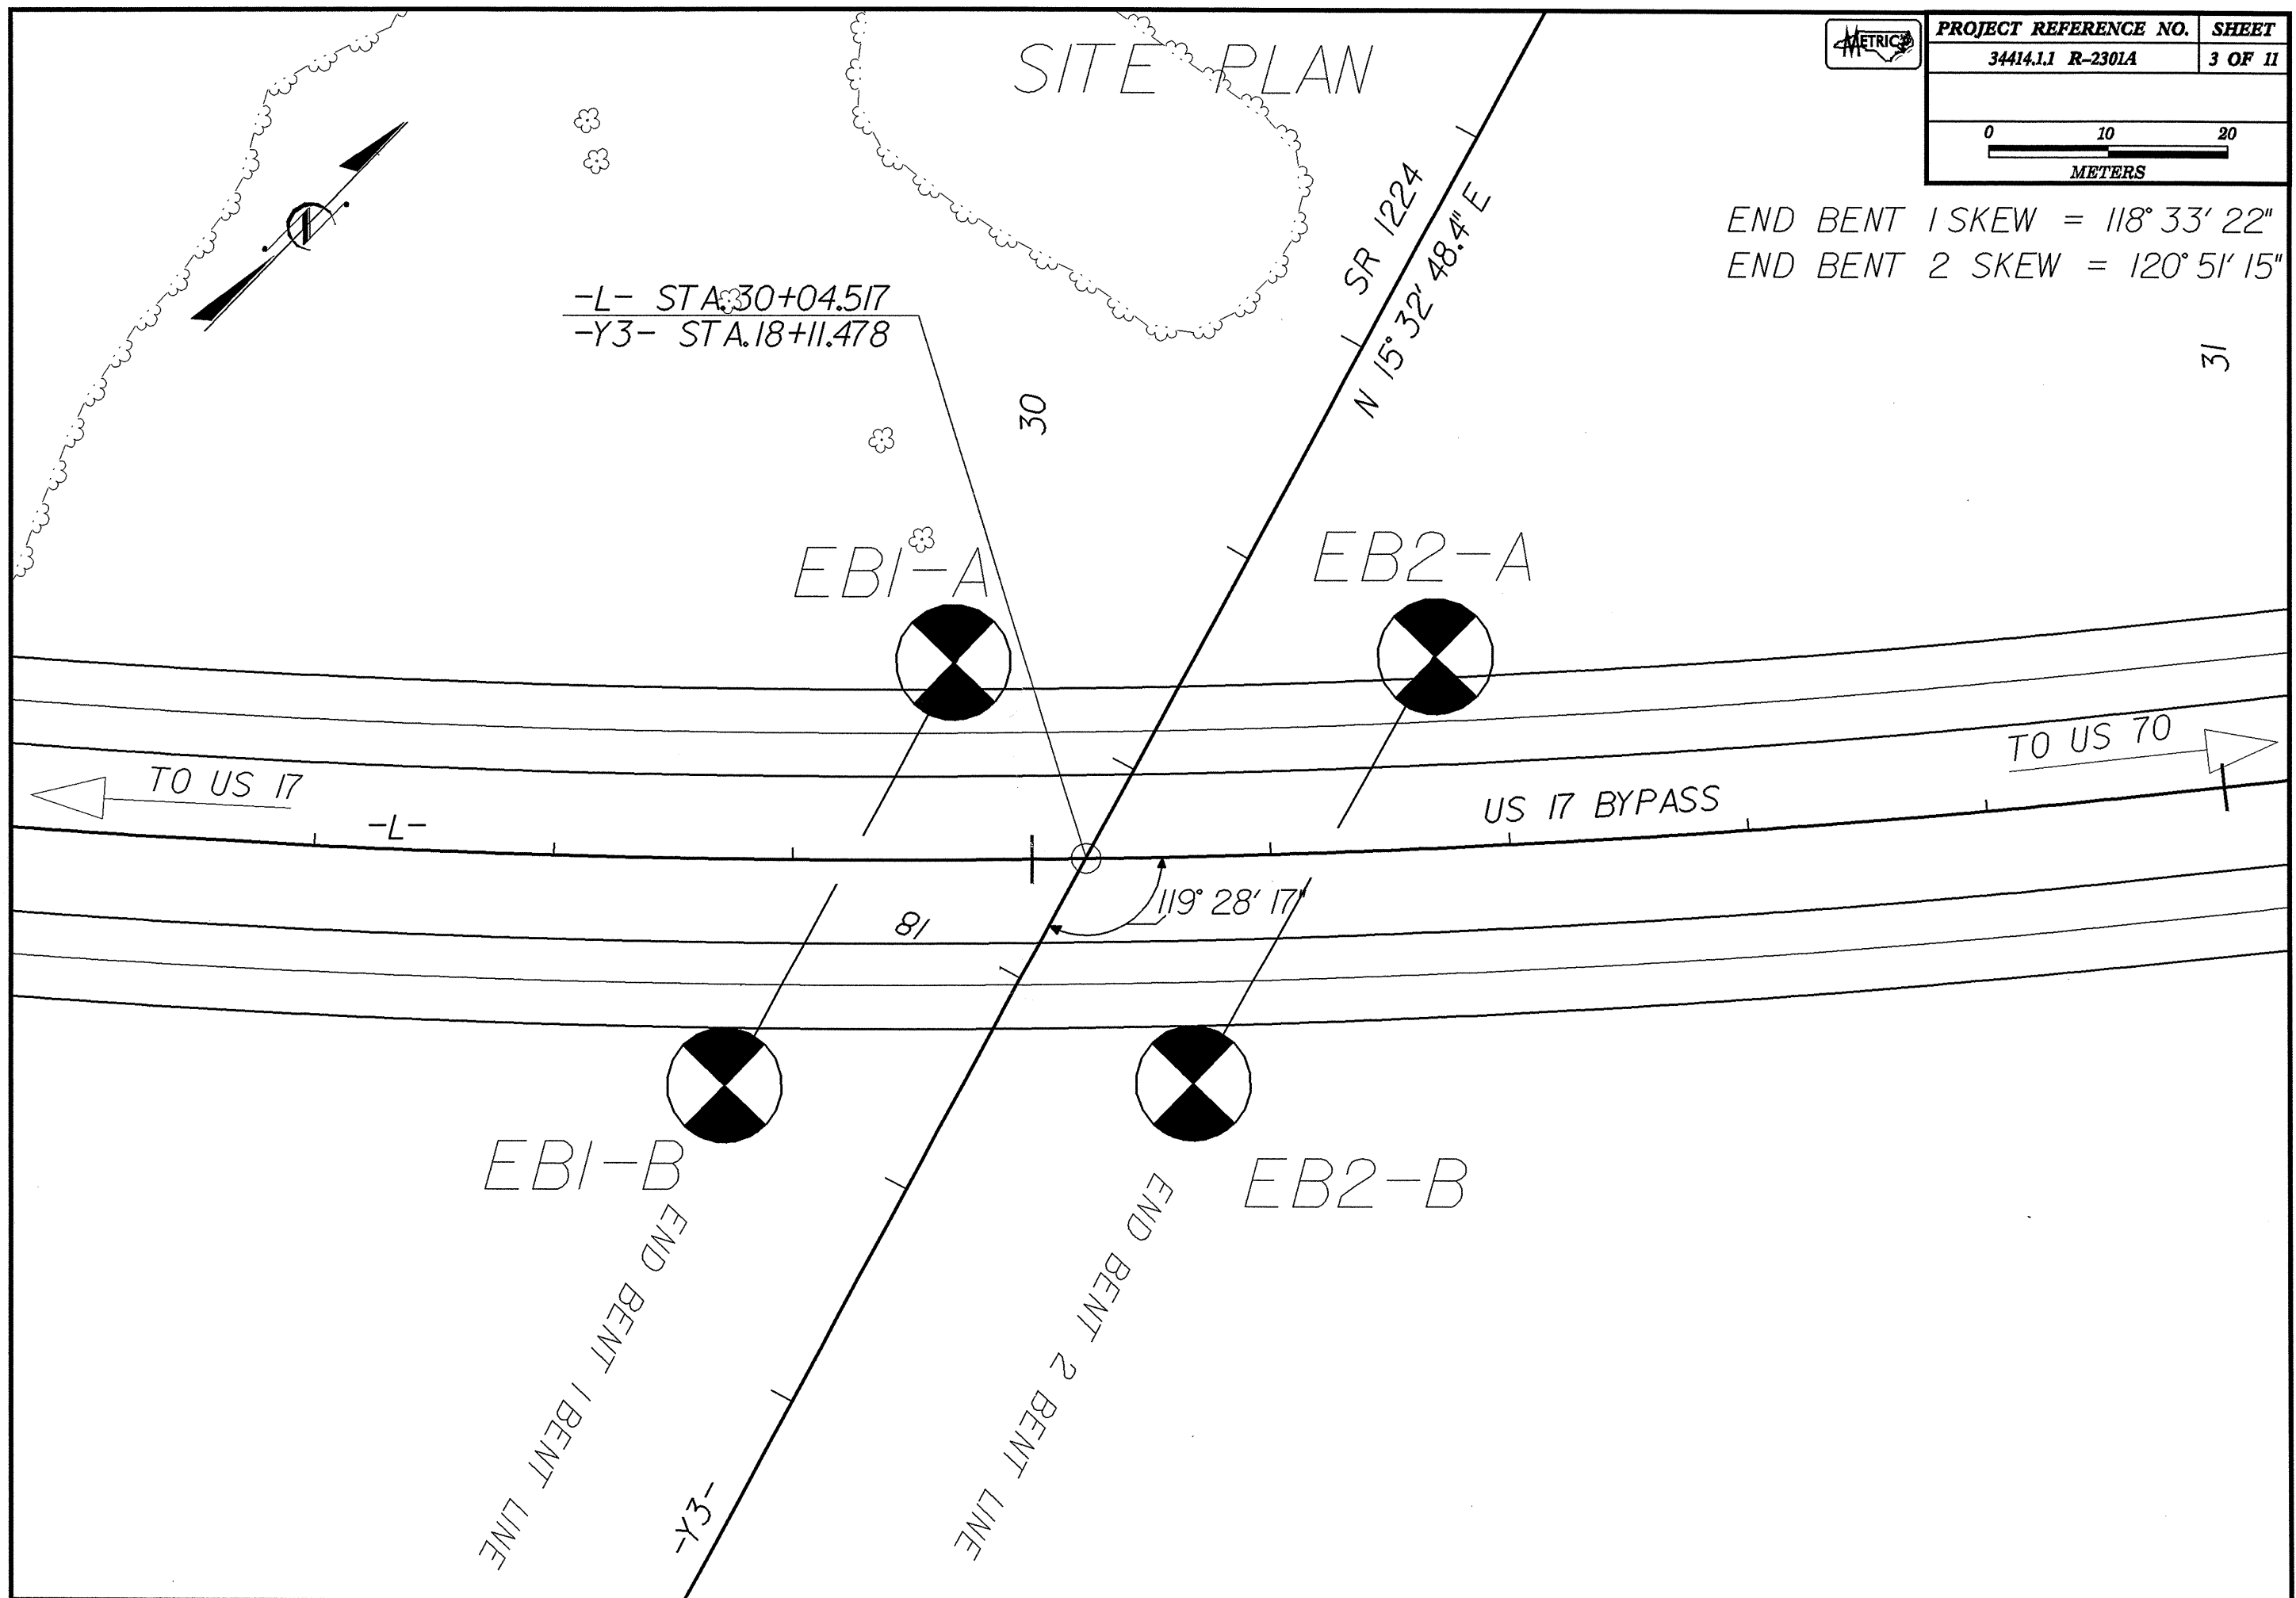 SITE PLAN
METRIC
PROJECT REFERENCE NO. SHEET
34414.1.1 R-2301A 3 OF 11
0 10 20
METERS
END BENT 1 SKEW = 118° 33' 22"
END BENT 2 SKEW = 120° 51' 15"
SR 1224
N 15° 32' 48.4" E
-L- STA.30+04.517
-Y3- STA.18+11.478
30
31
EB1-A
EB2-A
TO US 17
TO US 70
-L-
US 17 BYPASS
119° 28' 17"
18
EB1-B
EB2-B
END BENT 1 BENT LINE
END BENT 2 BENT LINE
-Y3-